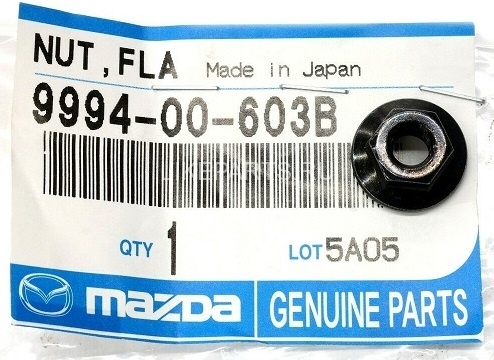 NUT,FLA Made in Japan
9994-00-603B
QTY 1 LOT 5A05
mazda GENUINE PARTS